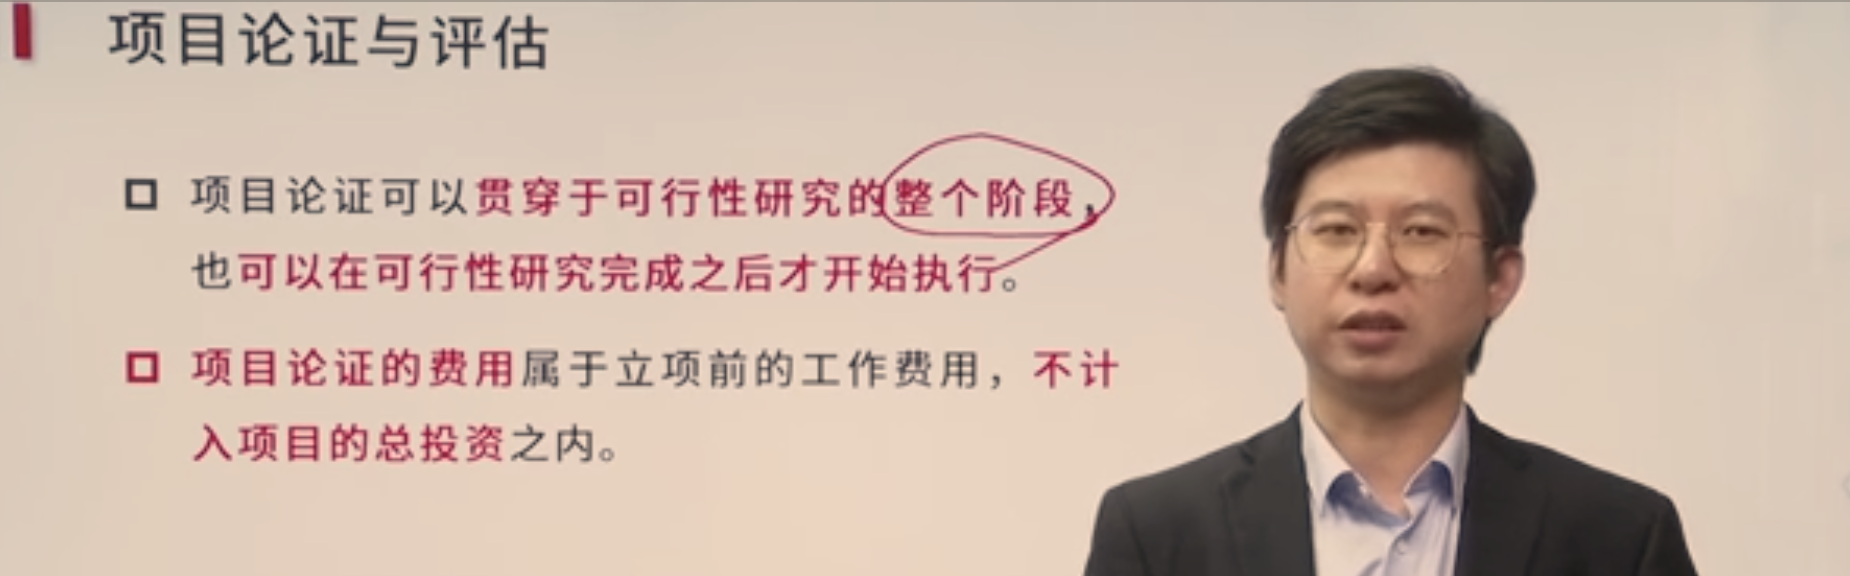 项目论证与评估
项目论证可以贯穿于可行性研究的整个阶段，
也可以在可行性研究完成之后才开始执行。
项目论证的费用属于立项前的工作费用，不计
入项目的总投资之内。